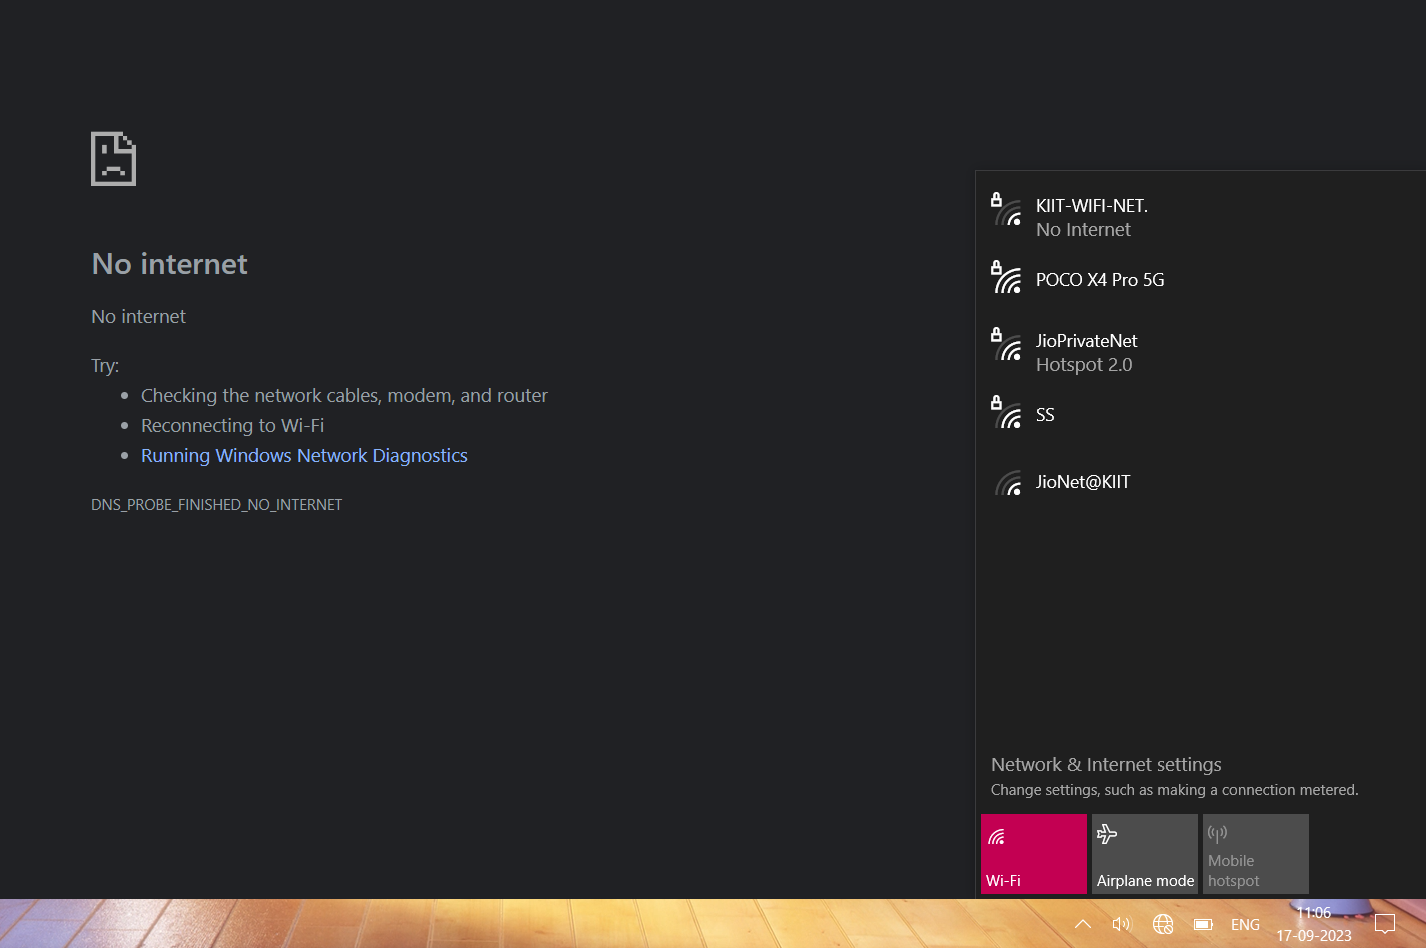 No internet
No internet
Try:
Checking the network cables, modem, and router
Reconnecting to Wi-Fi
Running Windows Network Diagnostics
DNS_PROBE_FINISHED_NO_INTERNET
KIIT-WIFI-NET.
No Internet
POCO X4 Pro 5G
JioPrivateNet
Hotspot 2.0
SS
JioNet@KIIT
Network & Internet settings
Change settings, such as making a connection metered.
Wi-Fi
Airplane mode
Mobile
hotspot
ENG
11:06
17-09-2023